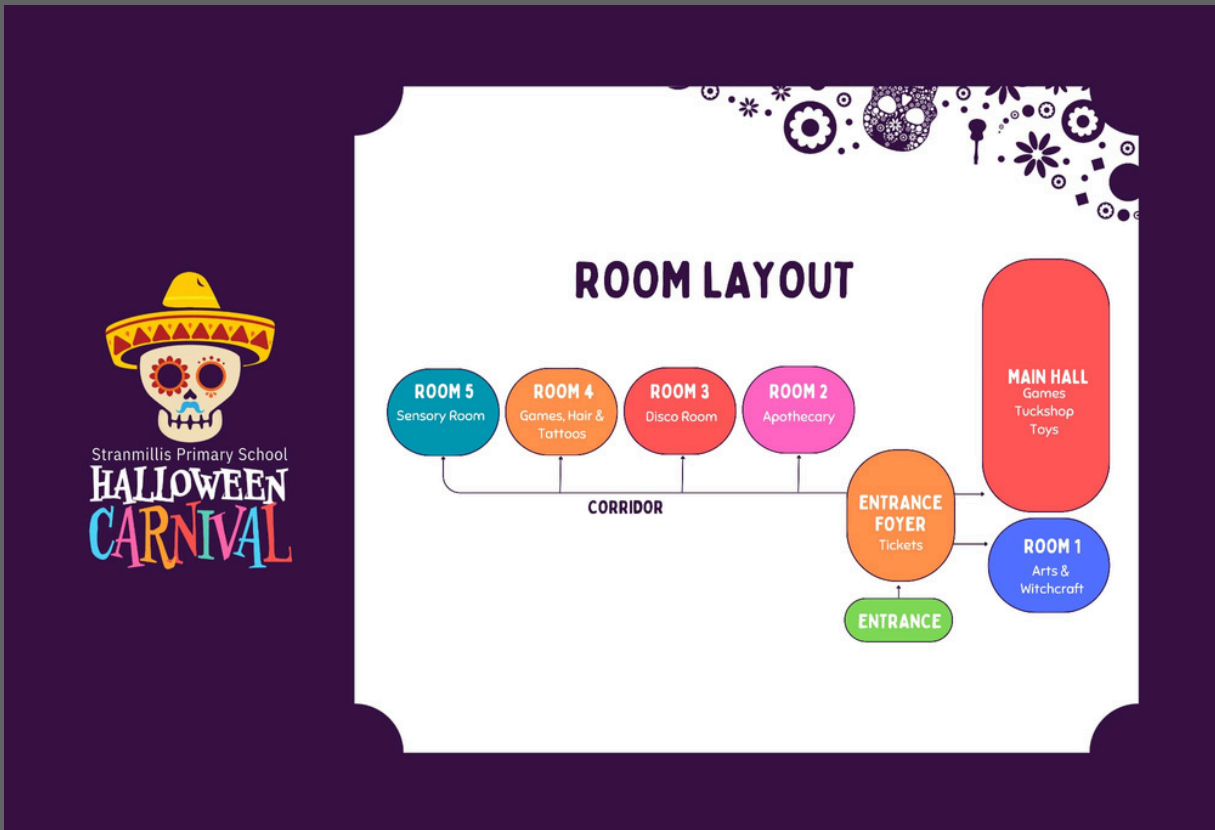 Stranmillis Primary School
HALLOWEEN
CARNIVAL
ROOM LAYOUT
ROOM 5
Sensory Room
ROOM 4
Games, Hair &
Tattoos
ROOM 3
Disco Room
ROOM 2
Apothecary
CORRIDOR
ENTRANCE
FOYER
Tickets
MAIN HALL
Games
Tuckshop
Toys
ROOM 1
Arts &
Witchcraft
ENTRANCE